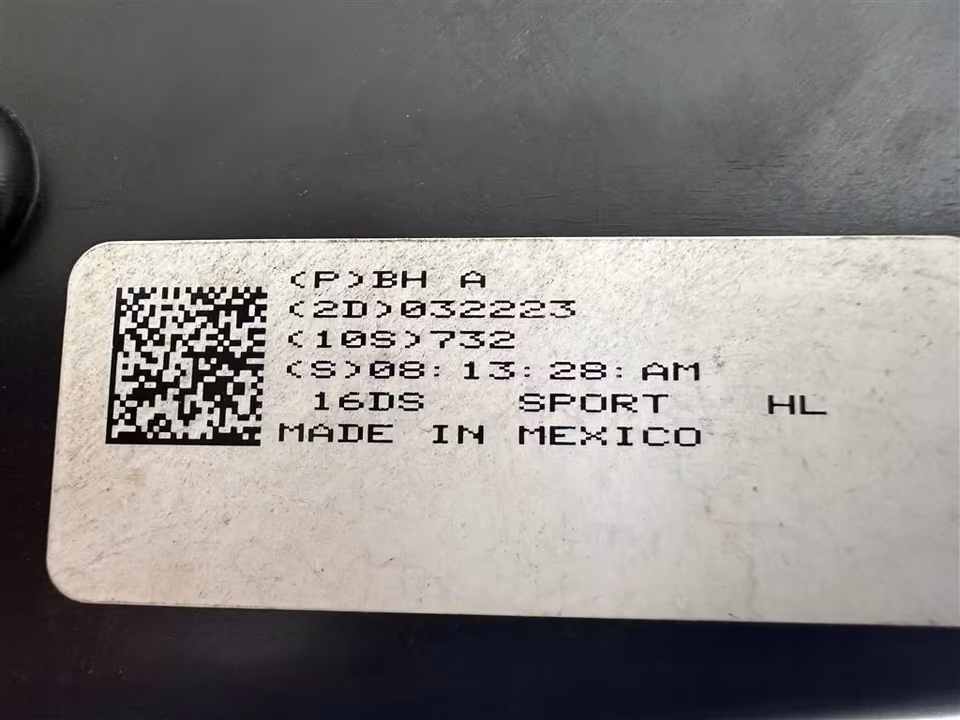 (P)BH A
(2D)032223
(10S)732
(S)08:13:28:AM
16DS SPORT HL
MADE IN MEXICO